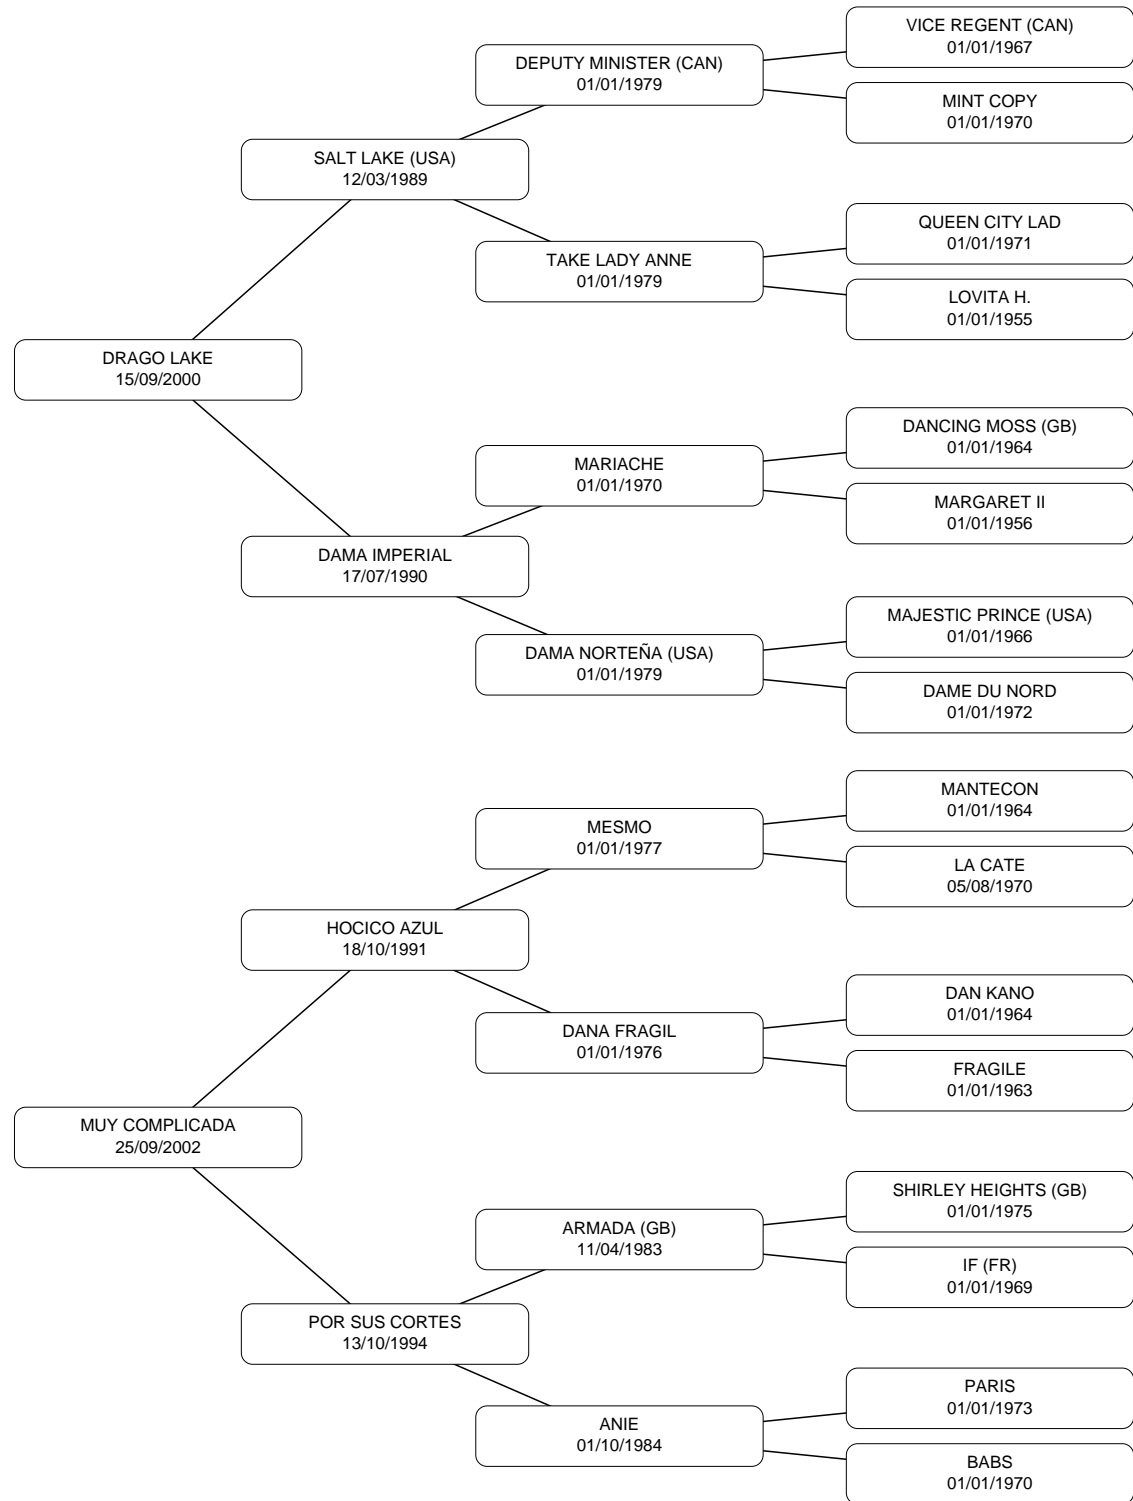 VICE REGENT (CAN)
01/01/1967
DEPUTY MINISTER (CAN)
01/01/1979
MINT COPY
01/01/1970
SALT LAKE (USA)
12/03/1989
QUEEN CITY LAD
01/01/1971
TAKE LADY ANNE
01/01/1979
LOVITA H.
01/01/1955
DRAGO LAKE
15/09/2000
DANCING MOSS (GB)
01/01/1964
MARIACHE
01/01/1970
MARGARET II
01/01/1956
DAMA IMPERIAL
17/07/1990
MAJESTIC PRINCE (USA)
01/01/1966
DAMA NORTEÑA (USA)
01/01/1979
DAME DU NORD
01/01/1972
MANTECON
01/01/1964
MESMO
01/01/1977
LA CATE
05/08/1970
HOCICO AZUL
18/10/1991
DAN KANO
01/01/1964
DANA FRAGIL
01/01/1976
FRAGILE
01/01/1963
MUY COMPLICADA
25/09/2002
SHIRLEY HEIGHTS (GB)
01/01/1975
ARMADA (GB)
11/04/1983
IF (FR)
01/01/1969
POR SUS CORTES
13/10/1994
PARIS
01/01/1973
ANIE
01/10/1984
BABS
01/01/1970